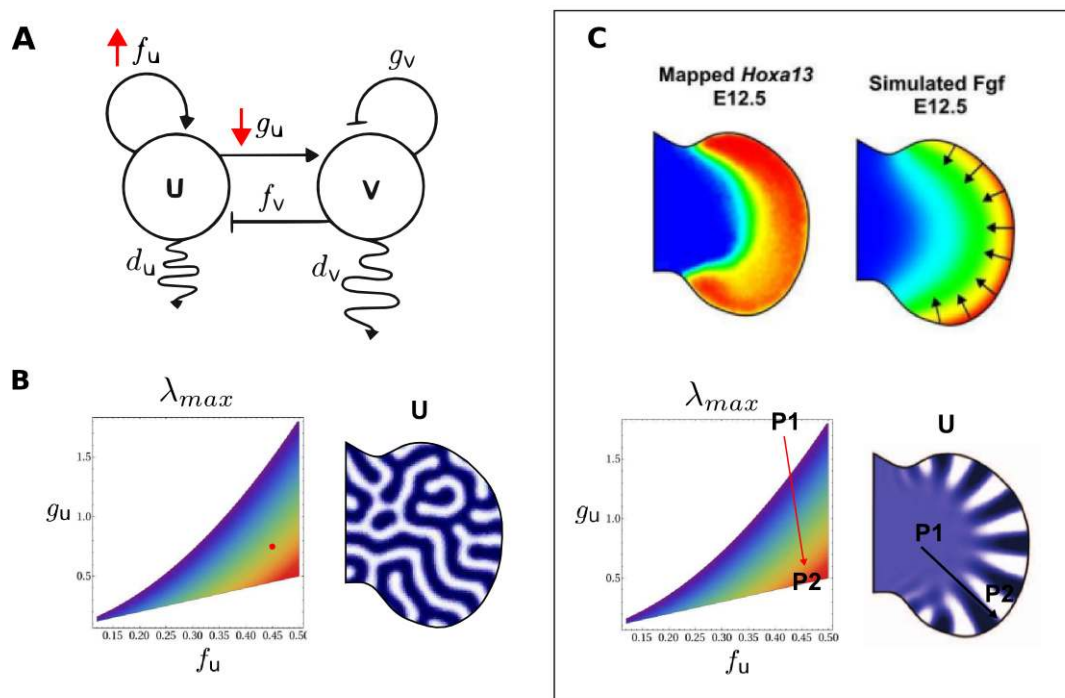 A
fu
gv
gu
U
V
fv
du
dv
B
λmax
U
gu
1.5
1.0
0.5
0.15 0.20 0.25 0.30 0.35 0.40 0.45 0.50
fu
C
Mapped Hoxa13
E12.5
Simulated Fgf
E12.5
λmax
U
P1
gu
1.5
1.0
0.5
P2
0.15 0.20 0.25 0.30 0.35 0.40 0.45 0.50
fu
P1
P2